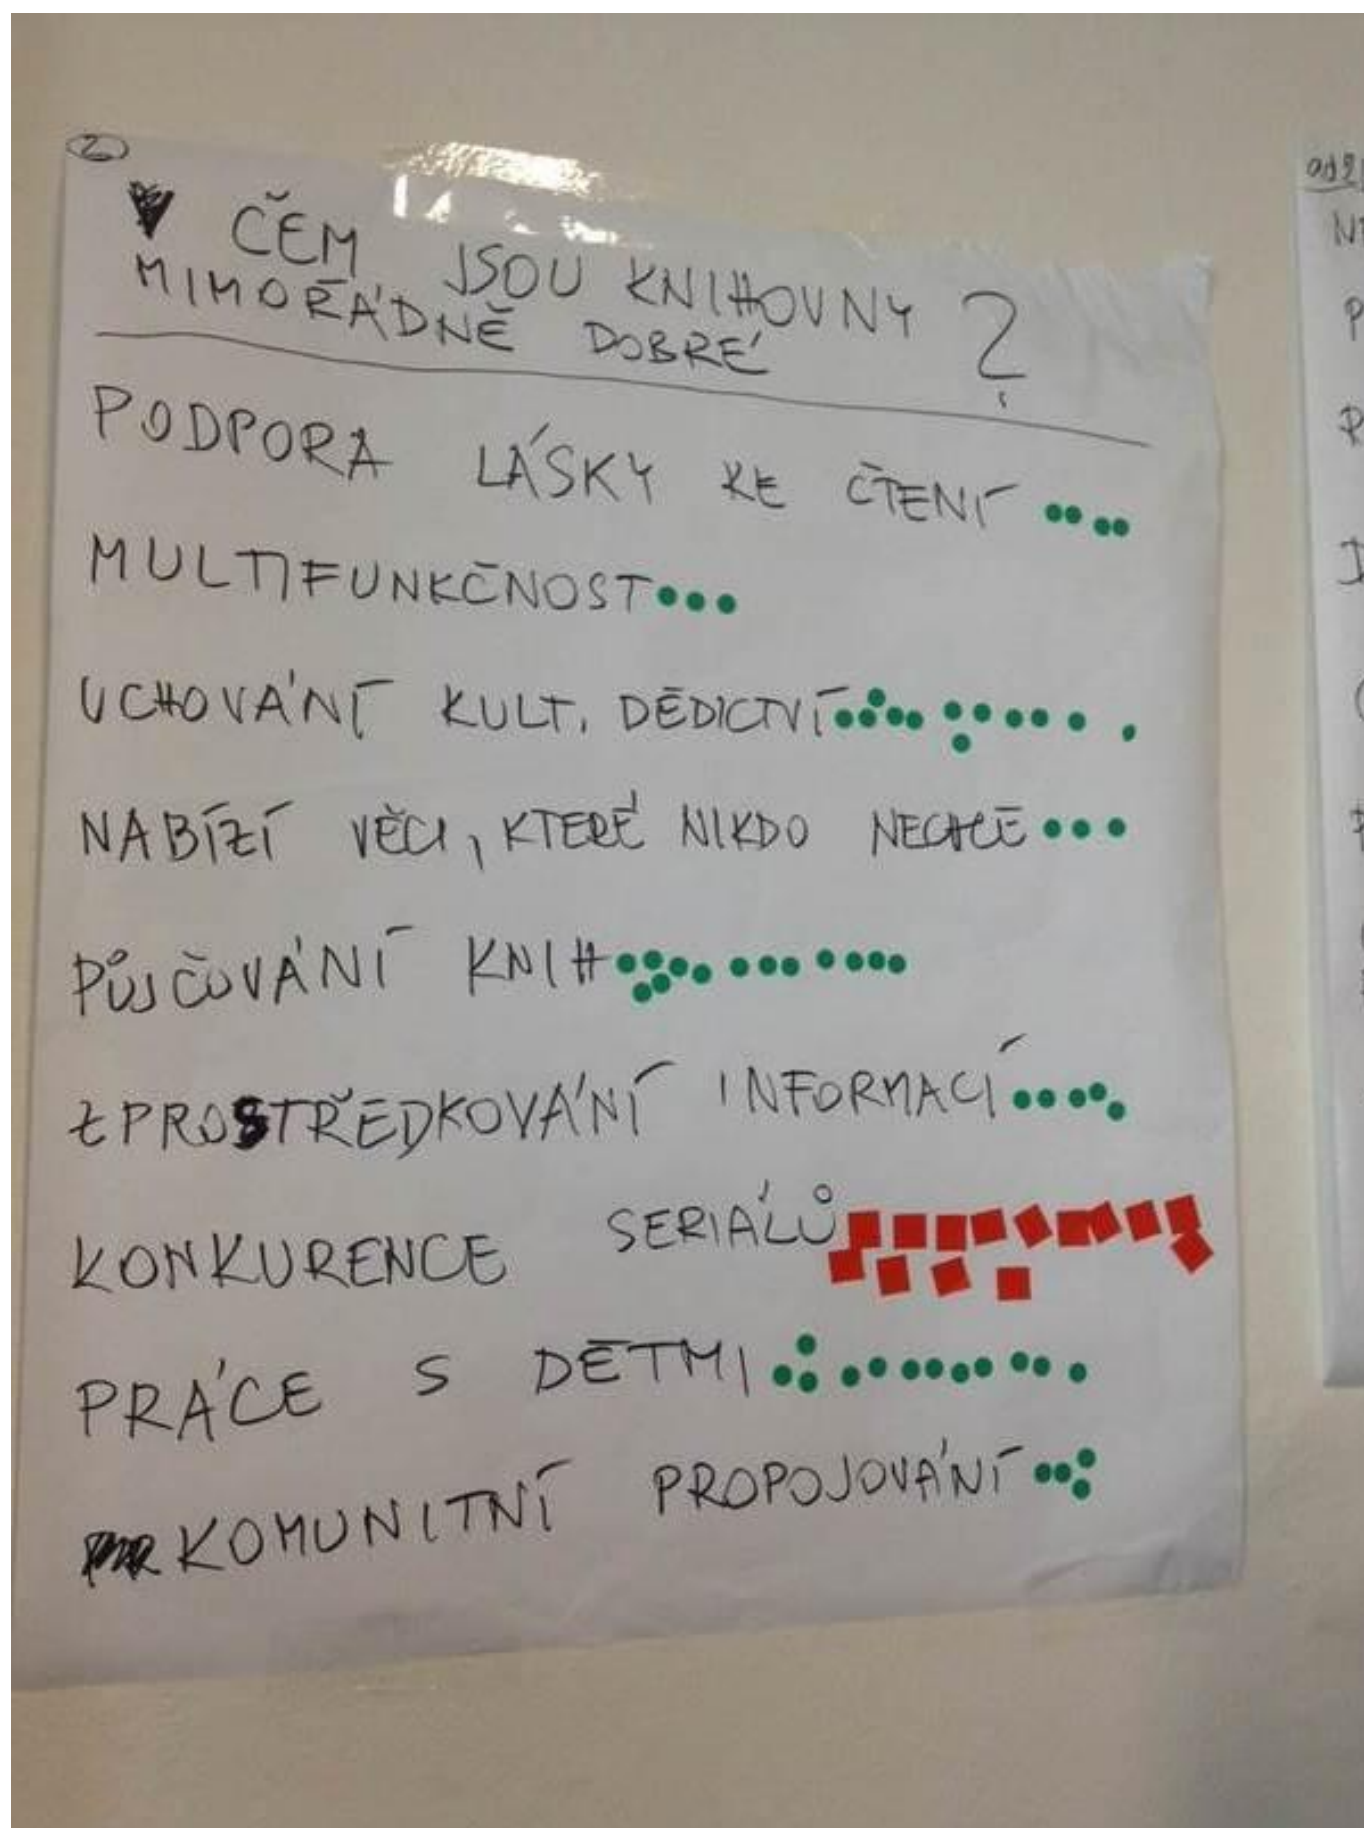 2
V ČEM JSOU KNIHOVNY
MIMOŘÁDNĚ DOBRÉ ?
PODPORA LÁSKY KE ČTENÍ
MULTIFUNKČNOST
UCHOVÁNÍ KULT. DĚDICTVÍ
NABÍZÍ VĚCI, KTERÉ NIKDO NECHCE
PŮJČOVÁNÍ KNIH
ZPROSTŘEDKOVÁNÍ INFORMACÍ
KONKURENCE SERIÁLŮ
PRÁCE S DĚTMI
KOMUNITNÍ PROPOJOVÁNÍ